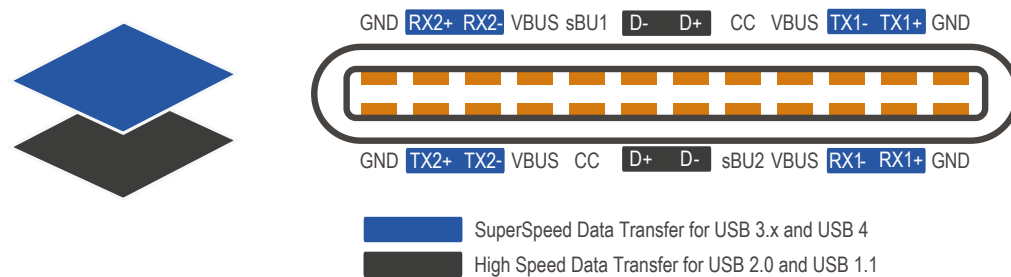 GND RX2+ RX2- VBUS sBU1 D- D+ CC VBUS TX1- TX1+ GND
GND TX2+ TX2- VBUS CC D+ D- sBU2 VBUS RX1- RX1+ GND
SuperSpeed Data Transfer for USB 3.x and USB 4
High Speed Data Transfer for USB 2.0 and USB 1.1